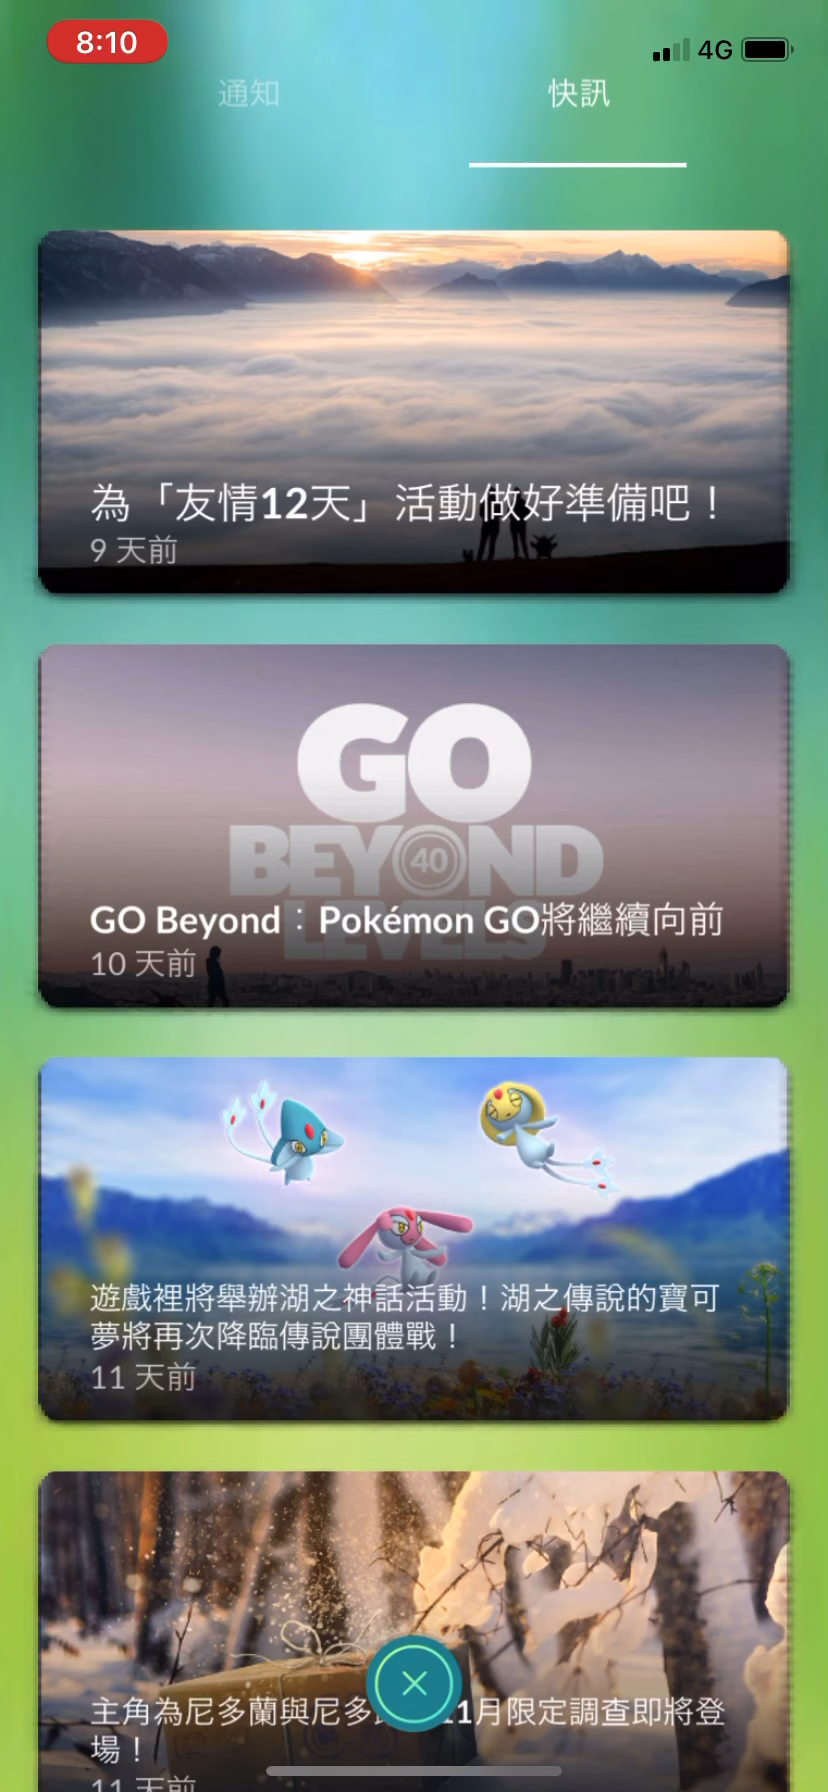 8:10
4G
通知
快訊
為「友情12天」活動做好準備吧！
9 天前
GO
BEYOND
40
LEVELS
GO Beyond：Pokémon GO將繼續向前
10 天前
遊戲裡將舉辦湖之神話活動！湖之傳說的寶可
夢將再次降臨傳說團體戰！
11 天前
主角為尼多蘭與尼多 11月限定調查即將登
場！
11 天前